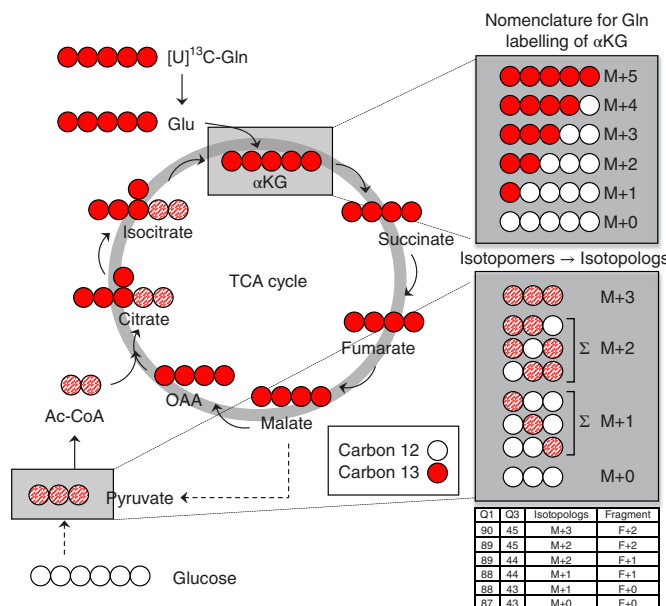 Nomenclature for Gln
labelling of αKG
[U]¹³C-Gln
Glu
αKG
Isocitrate
Succinate
TCA cycle
Citrate
Fumarate
OAA
Malate
Ac-CoA
Pyruvate
Glucose
Carbon 12
Carbon 13
M+5
M+4
M+3
M+2
M+1
M+0
Isotopomers → Isotopologs
M+3
Σ M+2
Σ M+1
M+0
Q1 Q3 Isotopologs Fragment
90 45 M+3 F+2
89 45 M+2 F+2
89 44 M+2 F+1
88 44 M+1 F+1
88 43 M+1 F+0
87 43 M+0 F+0